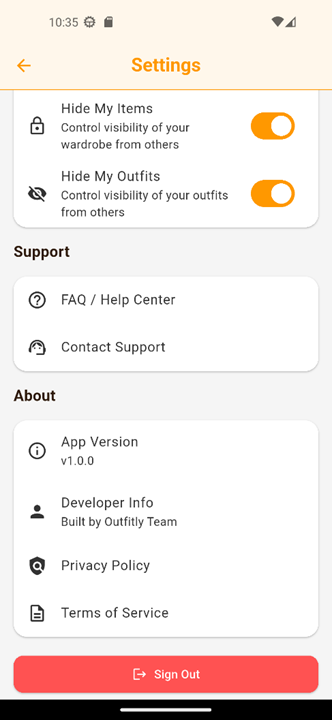 10:35
Settings
Hide My Items
Control visibility of your
wardrobe from others
Hide My Outfits
Control visibility of your outfits
from others
Support
FAQ / Help Center
Contact Support
About
App Version
v1.0.0
Developer Info
Built by Outfitly Team
Privacy Policy
Terms of Service
Sign Out